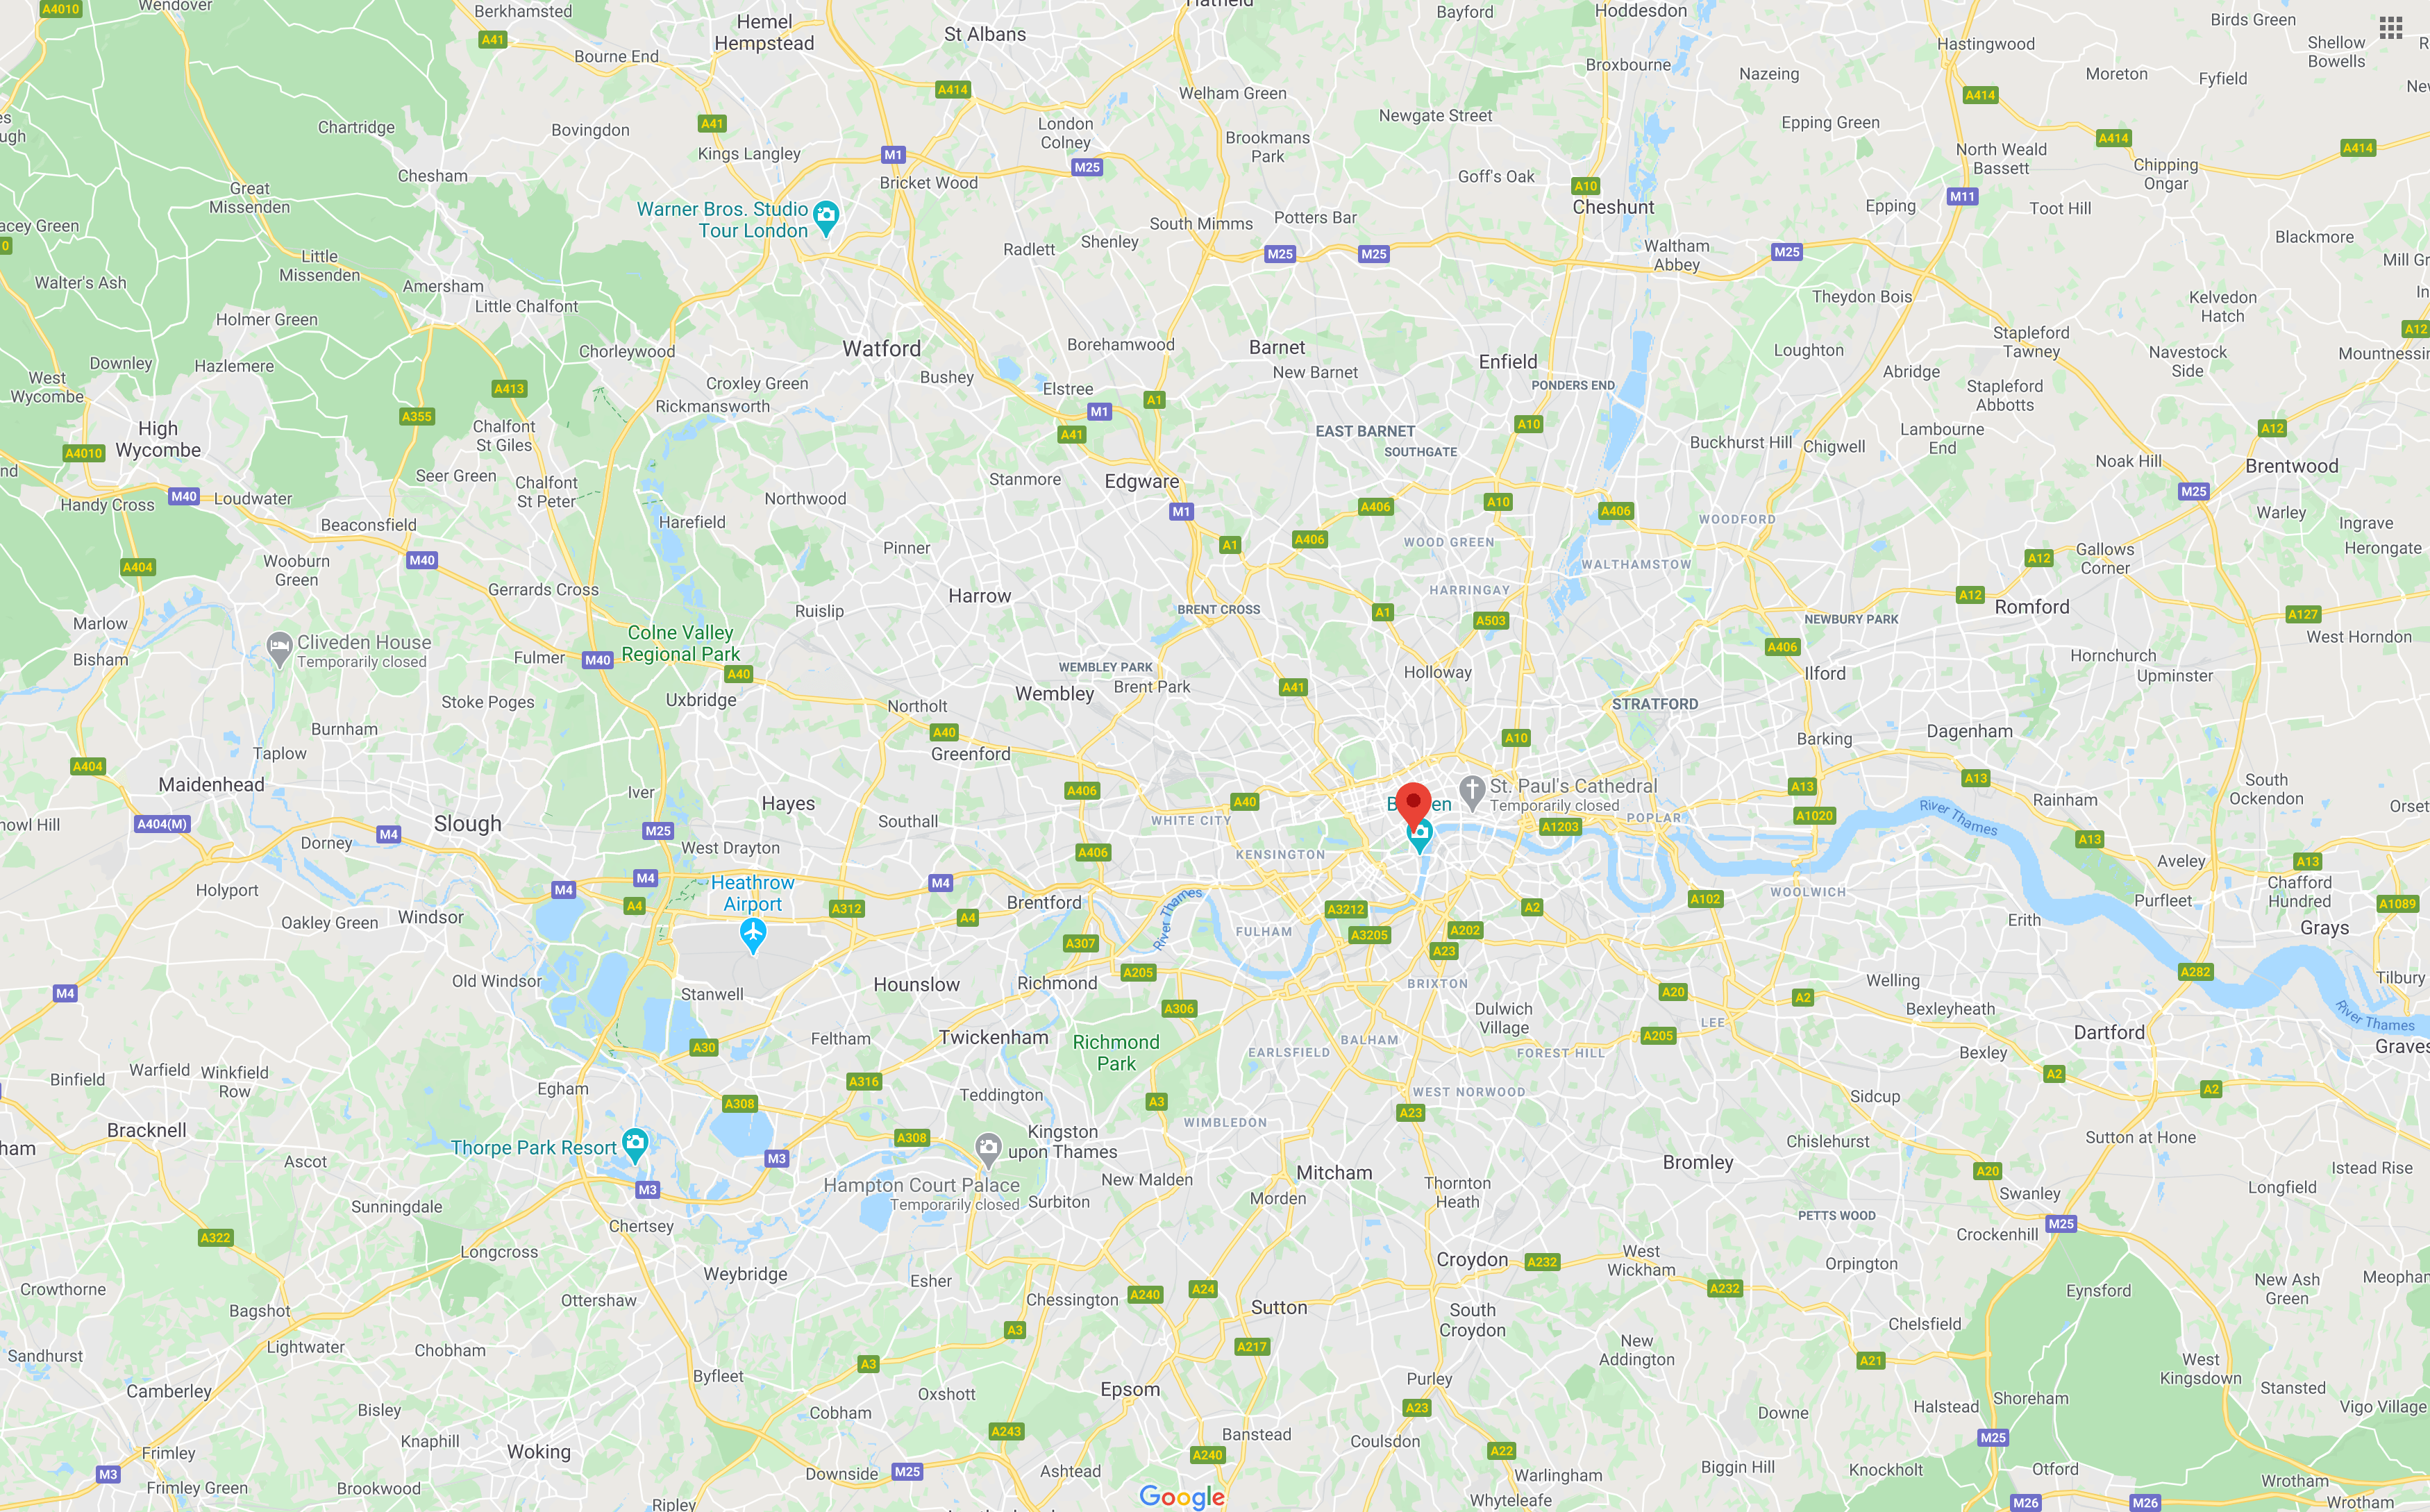 A4010
Wendover
Berkhamsted
Hemel
Hempstead
St Albans
Hatfield
Bayford
Hoddesdon
Birds Green
Hastingwood
Shellow
Bowells
A41
Bourne End
Broxbourne
Nazeing
Moreton
Fyfield
A414
Welham Green
A414
Chartridge
Bovingdon
A41
London
Colney
Brookmans
Park
Newgate Street
Epping Green
A414
A414
Kings Langley
M1
M25
North Weald
Bassett
Chipping
Ongar
Chesham
Bricket Wood
Goff's Oak
A10
Great
Missenden
Warner Bros. Studio
Tour London
South Mimms
Potters Bar
Cheshunt
Epping
M11
Toot Hill
acey Green
Radlett
Shenley
M25
M25
Waltham
Abbey
M25
Blackmore
Little
Missenden
Walter's Ash
Amersham
Little Chalfont
Theydon Bois
Kelvedon
Hatch
Holmer Green
Chorleywood
Watford
Borehamwood
Barnet
New Barnet
Enfield
Loughton
Stapleford
Tawney
Navestock
Side
A12
Mountnessin
Downley
Hazlemere
West
Wycombe
A413
Croxley Green
Bushey
Elstree
PONDERS END
Abridge
Stapleford
Abbotts
A355
Rickmansworth
M1
A1
High
Wycombe
Chalfont
St Giles
A41
EAST BARNET
A10
Buckhurst Hill
Chigwell
Lambourne
End
A12
A4010
SOUTHGATE
Noak Hill
Brentwood
Seer Green
Chalfont
St Peter
Stanmore
Edgware
M25
M40
Loudwater
Handy Cross
Northwood
M1
A406
A10
A406
WOODFORD
Warley
Ingrave
Beaconsfield
Harefield
A406
WOOD GREEN
Herongate
A404
Wooburn
Green
M40
Pinner
A1
WALTHAMSTOW
A12
Gallows
Corner
Gerrards Cross
Harrow
HARRINGAY
A12
Romford
Marlow
Ruislip
BRENT CROSS
A1
A503
NEWBURY PARK
A127
Cliveden House
Temporarily closed
Colne Valley
Regional Park
West Horndon
Bisham
Fulmer
M40
A40
WEMBLEY PARK
Holloway
A406
Ilford
Hornchurch
Stoke Poges
Uxbridge
Wembley
Brent Park
A41
STRATFORD
Upminster
Burnham
Northolt
A40
Greenford
A10
Barking
Dagenham
Taplow
A404
Maidenhead
Iver
Hayes
A406
A40
St. Paul's Cathedral
Temporarily closed
A13
A13
South
Ockendon
Rainham
Orset
nowl Hill
A404(M)
M4
Slough
M25
Southall
WHITE CITY
A1203
POPLAR
A1020
River Thames
A13
Dorney
West Drayton
A406
KENSINGTON
Aveley
A13
Holyport
M4
M4
Heathrow
Airport
M4
Brentford
River Thames
WOOLWICH
Chafford
Hundred
Oakley Green
Windsor
A4
A312
A4
A3212
A2
A102
Erith
Purfleet
A1089
Grays
A307
FULHAM
A3205
A202
A23
M4
Old Windsor
Stanwell
Hounslow
Richmond
A205
BRIXTON
A20
A2
Welling
A282
Tilbury
A306
Dulwich
Village
Bexleyheath
River Thames
A30
Feltham
Twickenham
Richmond
Park
EARLSFIELD
BALHAM
FOREST HILL
A205
LEE
Bexley
Dartford
Binfield
Warfield
Winkfield
Row
Egham
A316
A308
Teddington
A3
WEST NORWOOD
A23
Sidcup
A2
A2
Bracknell
Thorpe Park Resort
M3
A308
Kingston
upon Thames
WIMBLEDON
Chislehurst
Sutton at Hone
Ascot
M3
Hampton Court Palace
Temporarily closed
New Malden
Mitcham
Bromley
A20
Istead Rise
Sunningdale
Surbiton
Morden
Thornton
Heath
Swanley
Longfield
Chertsey
PETTS WOOD
M25
A322
Longcross
Crockenhill
Weybridge
Esher
Croydon
A232
West
Wickham
Orpington
Crowthorne
Bagshot
Ottershaw
Chessington
A240
A24
Sutton
A232
Eynsford
New Ash
Green
Meopham
A3
South
Croydon
Chelsfield
Lightwater
Chobham
A3
A217
New
Addington
A21
West
Kingsdown
Sandhurst
Byfleet
Epsom
Purley
Camberley
Oxshott
Shoreham
Stansted
Bisley
Cobham
A23
Downe
Halstead
Vigo Village
Knaphill
Woking
A243
Banstead
Coulsdon
A22
M25
Frimley
A240
M3
Frimley Green
Brookwood
Downside
M25
Ashtead
Warlingham
Biggin Hill
Knockholt
Otford
Wrotham
Ripley
Google
Whyteleafe
M26
M26
Wrotham